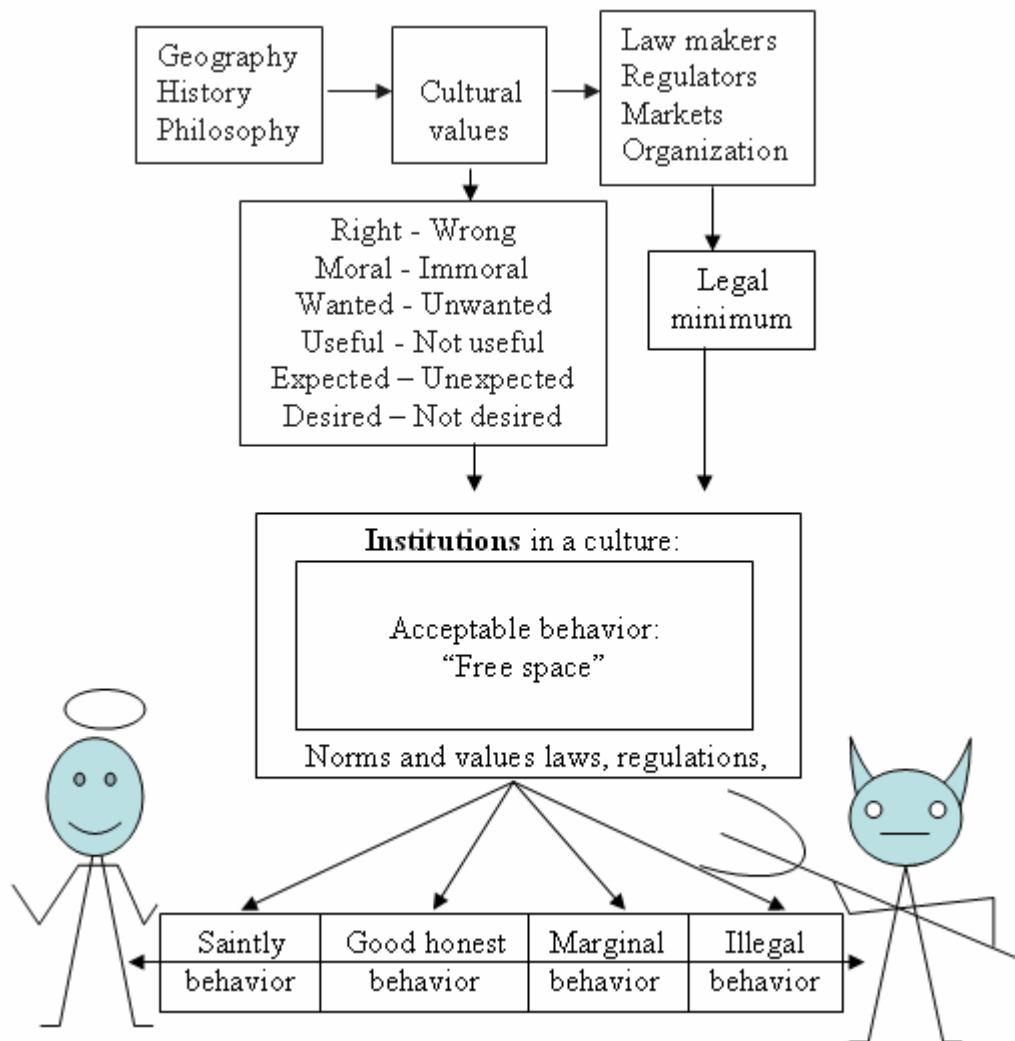 Geography
History
Philosophy
Cultural
values
Law makers
Regulators
Markets
Organization
Right - Wrong
Moral - Immoral
Wanted - Unwanted
Useful - Not useful
Expected – Unexpected
Desired – Not desired
Legal
minimum
Institutions in a culture:
Acceptable behavior:
“Free space”
Norms and values laws, regulations,
Saintly
behavior
Good honest
behavior
Marginal
behavior
Illegal
behavior